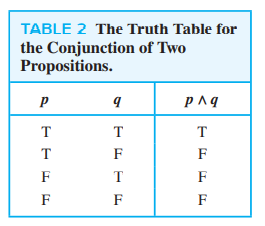 TABLE 2 The Truth Table for
the Conjunction of Two
Propositions.
p q p ∧ q
T T T
T F F
F T F
F F F